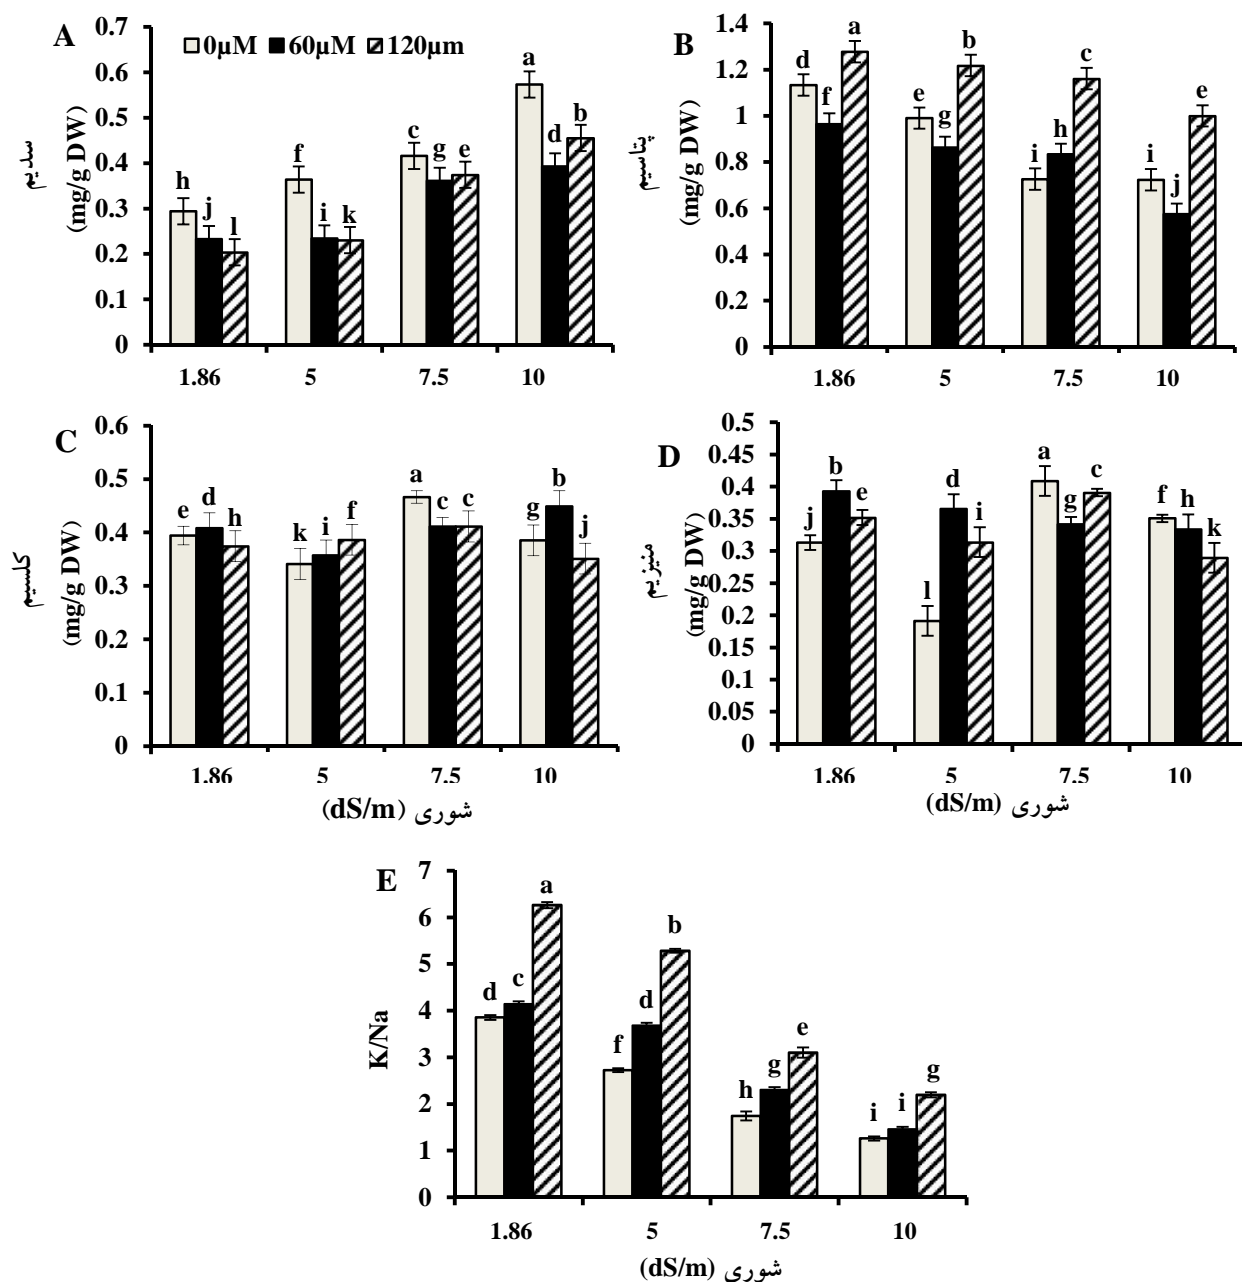 A
0µM 60µM 120µm
سدیم
(mg/g DW)
0.7
0.6
0.5
0.4
0.3
0.2
0.1
0
h j l
f i k
c g e
a d b
1.86 5 7.5 10
B
پتاسیم
(mg/g DW)
1.4
1.2
1
0.8
0.6
0.4
0.2
0
d f a
e g b
i h c
i j e
1.86 5 7.5 10
C
کلسیم
(mg/g DW)
0.6
0.5
0.4
0.3
0.2
0.1
0
e d h
k i f
a c c
g b j
1.86 5 7.5 10
شوری (dS/m)
D
منیزیم
(mg/g DW)
0.5
0.45
0.4
0.35
0.3
0.25
0.2
0.15
0.1
0.05
0
j b e
l d i
a g c
f h k
1.86 5 7.5 10
شوری (dS/m)
E
K/Na
7
6
5
4
3
2
1
0
d c a
f d b
h g e
i i g
1.86 5 7.5 10
شوری (dS/m)